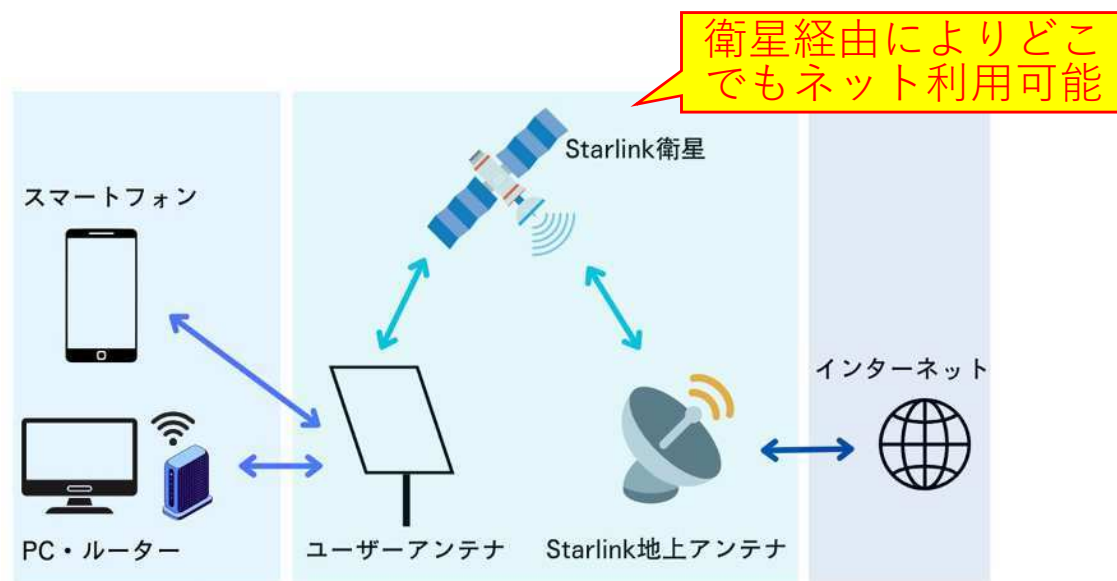 衛星経由によりどこ
でもネット利用可能
Starlink衛星
スマートフォン
インターネット
PC・ルーター
ユーザーアンテナ
Starlink地上アンテナ